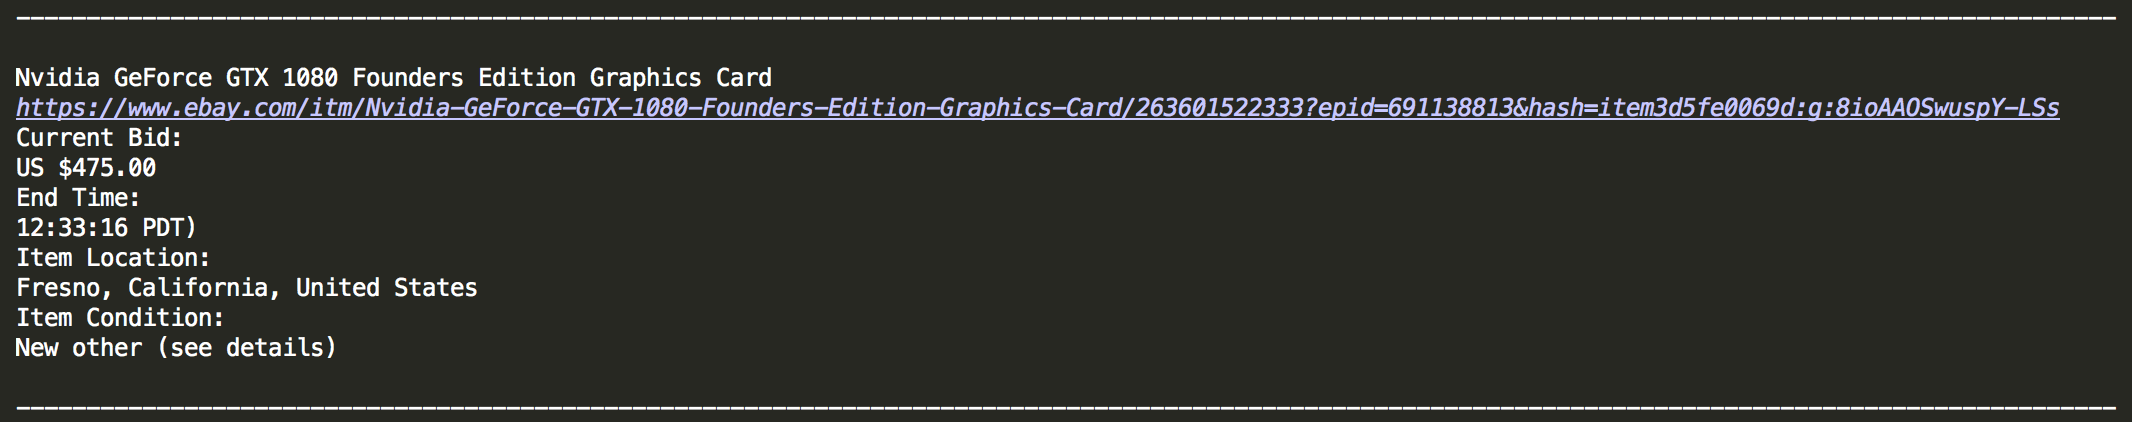 Nvidia GeForce GTX 1080 Founders Edition Graphics Card
https://www.ebay.com/itm/Nvidia-GeForce-GTX-1080-Founders-Edition-Graphics-Card/263601522333?epid=691138813&hash=item3d5fe0069d:g:8ioAAOSwuspY-LSs
Current Bid:
US $475.00
End Time:
12:33:16 PDT)
Item Location:
Fresno, California, United States
Item Condition:
New other (see details)